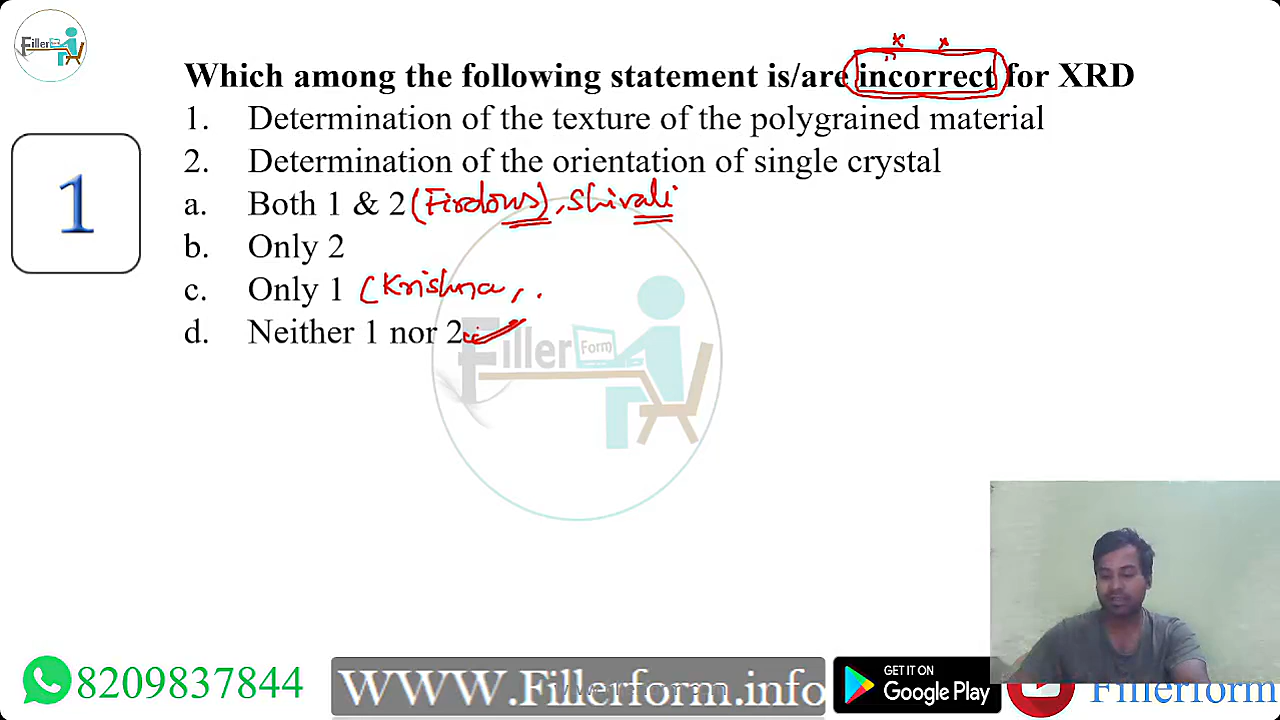 Filler
Form
Which among the following statement is/are incorrect for XRD
1. Determination of the texture of the polygrained material
2. Determination of the orientation of single crystal
1
a. Both 1 & 2 (Firdows), Shivali
b. Only 2
c. Only 1 (Krishna, .
d. Neither 1 nor 2
Filler Form
8209837844
WWW.Fillerform.info
GET IT ON
Google Play
Fillerform